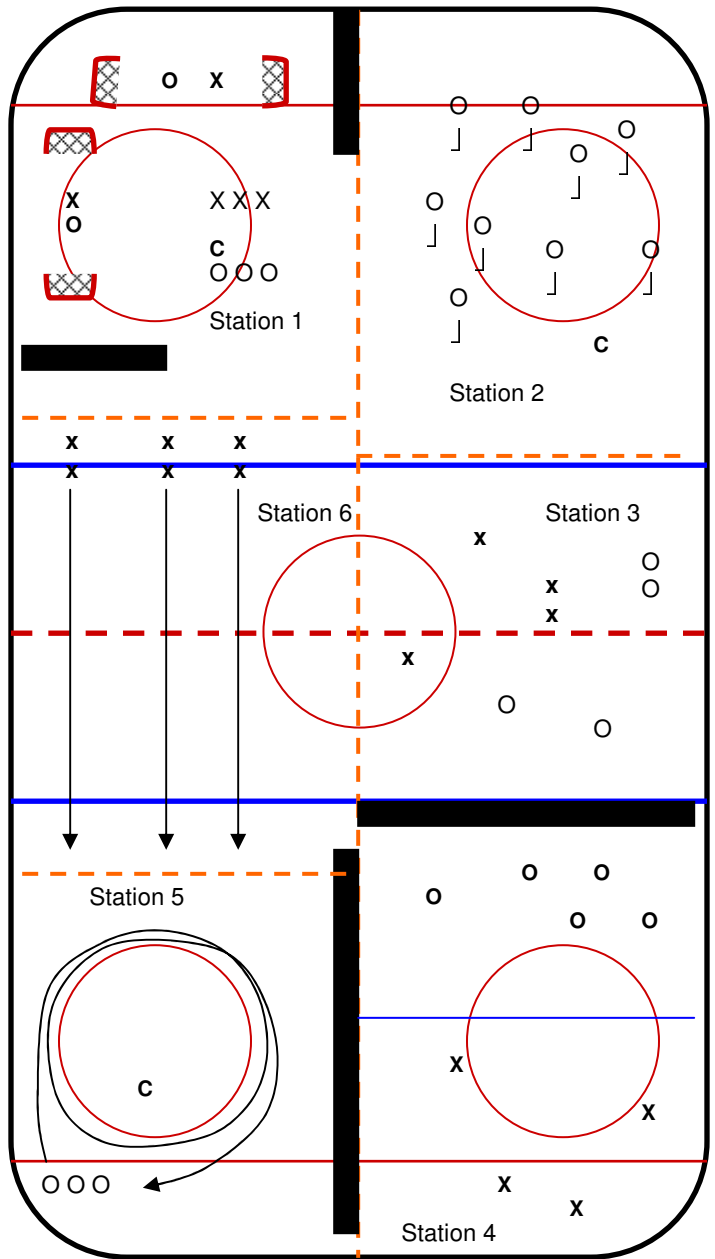 O X
X X X X
O
C
O O O
Station 1
O O
O
O
O
O
O O
O
C
Station 2
x x x
x x x
Station 6
Station 3
x
O
x O
x
x
O
O
Station 5
C
O O O
O O
O
O O
X
X
X
X
Station 4